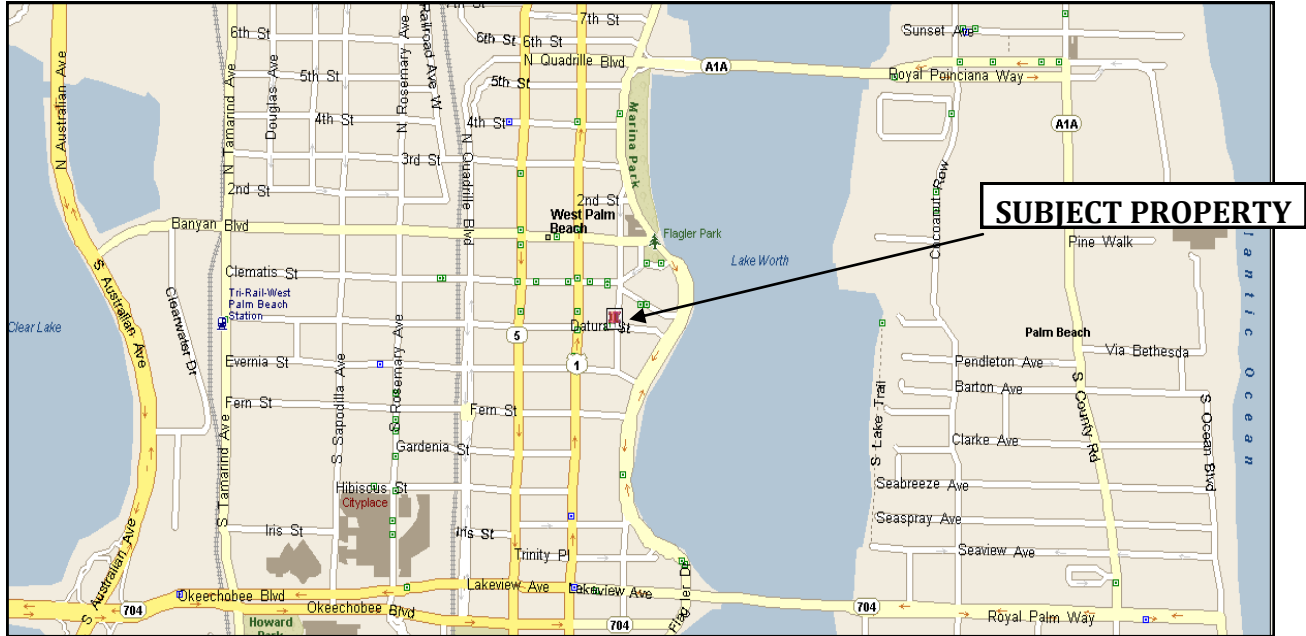 7th St
Sunset Ave
6th St
6th St
6th St
N Quadrille Blvd
A1A
Royal Poinciana Way
5th St
5th St
N Australian Ave
N Tamarind Ave
Douglas Ave
N Rosemary Ave
Railroad Ave W
4th St
4th St
Marina Park
A1A
3rd St
N Quadrille Blvd
2nd St
2nd St
Cocoanut Row
SUBJECT PROPERTY
Banyan Blvd
West Palm
Beach
Flagler Park
Pine Walk
Lake Worth
Clematis St
S Australian Ave
Clearwater Dr
Tri-Rail-West
Palm Beach
Station
Clear Lake
Datura St
5
1
Palm Beach
Via Bethesda
lantic Ocean
Evernia St
Pendleton Ave
Barton Ave
Fern St
Fern St
S Sapodilla Ave
S Rosemary Ave
S Lake Trail
S County Rd
S Ocean Blvd
Gardenia St
Clarke Ave
S Tamarind Ave
Hibiscus St
Cityplace
Seabreeze Ave
Iris St
Iris St
Seaspray Ave
Trinity Pl
Seaview Ave
S Australian Ave
Okeechobee Blvd
Lakeview Ave
Lakeview Ave
Flagler Dr
704
Okeechobee Blvd
704
704
Royal Palm Way
Howard
Park